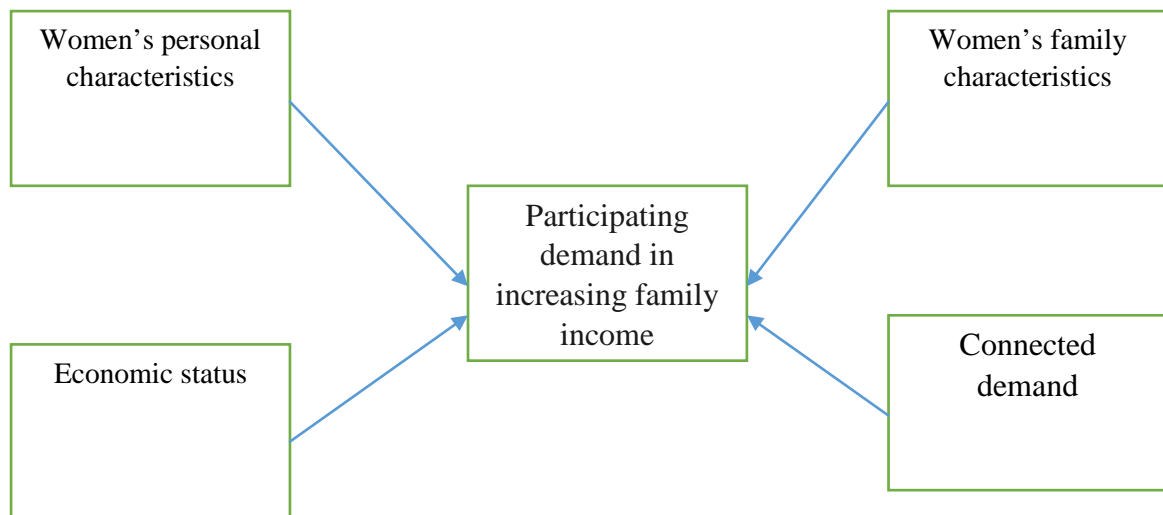 Women’s personal
characteristics
Women’s family
characteristics
Participating
demand in
increasing family
income
Economic status
Connected
demand